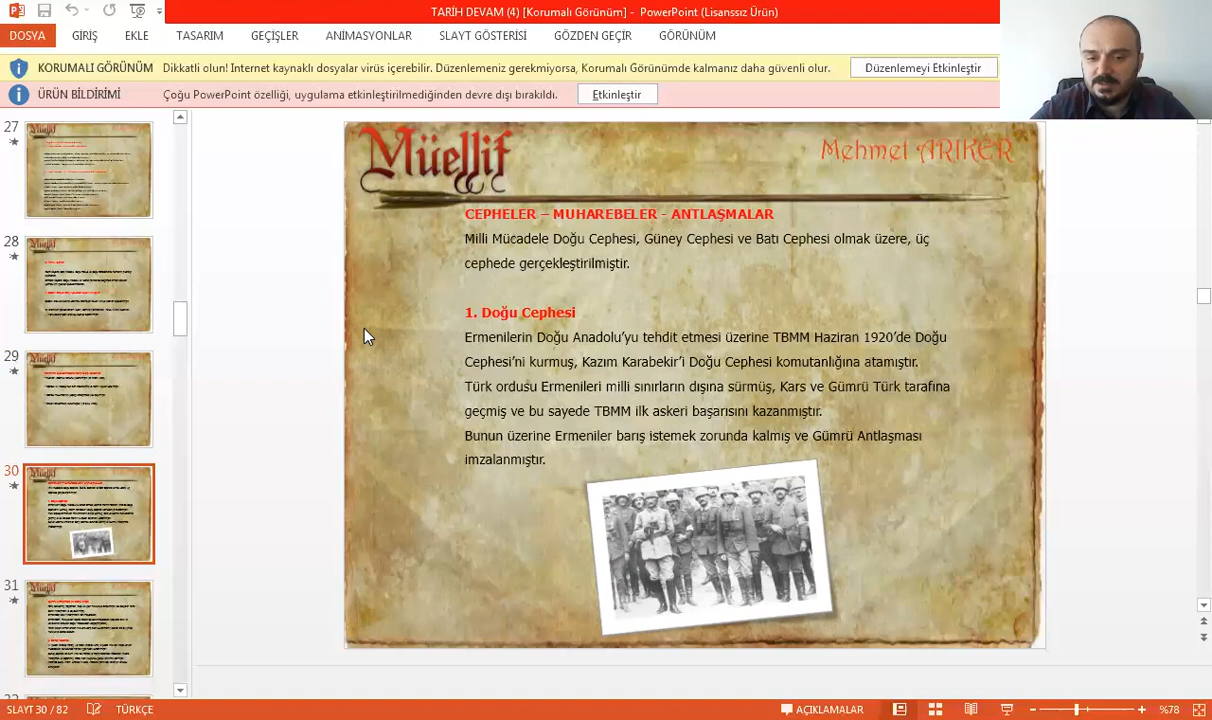 TARİH DEVAM (4) [Korumalı Görünüm] - PowerPoint (Lisanssız Ürün)
DOSYA GİRİŞ EKLE TASARIM GEÇİŞLER ANİMASYONLAR SLAYT GÖSTERİSİ GÖZDEN GEÇİR GÖRÜNÜM
KORUMALI GÖRÜNÜM Dikkatli olun! Internet kaynaklı dosyalar virüs içerebilir. Düzenlemeniz gerekmiyorsa, Korumalı Görünümde kalmanız daha güvenli olur. Düzenlemeyi Etkinleştir
ÜRÜN BİLDİRİMİ Çoğu PowerPoint özelliği, uygulama etkinleştirilmediğinden devre dışı bırakıldı. Etkinleştir
27
28
29
30
31
Müellif
Mehmet ARIKER
CEPHELER – MUHAREBELER - ANTLAŞMALAR
Milli Mücadele Doğu Cephesi, Güney Cephesi ve Batı Cephesi olmak üzere, üç
cephede gerçekleştirilmiştir.
1. Doğu Cephesi
Ermenilerin Doğu Anadolu’yu tehdit etmesi üzerine TBMM Haziran 1920’de Doğu
Cephesi’ni kurmuş, Kazım Karabekir’i Doğu Cephesi komutanlığına atamıştır.
Türk ordusu Ermenileri milli sınırların dışına sürmüş, Kars ve Gümrü Türk tarafına
geçmiş ve bu sayede TBMM ilk askeri başarısını kazanmıştır.
Bunun üzerine Ermeniler barış istemek zorunda kalmış ve Gümrü Antlaşması
imzalanmıştır.
SLAYT 30 / 82 TÜRKÇE AÇIKLAMALAR %78